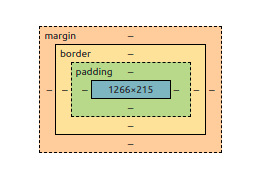 margin –
border –
padding –
– – – 1266×215 – – –
–
–
–